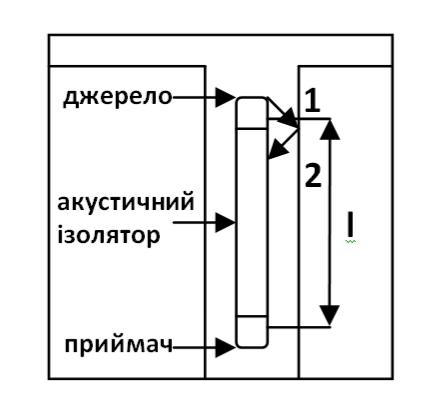 джерело
1
2
акустичний
ізолятор
l
приймач